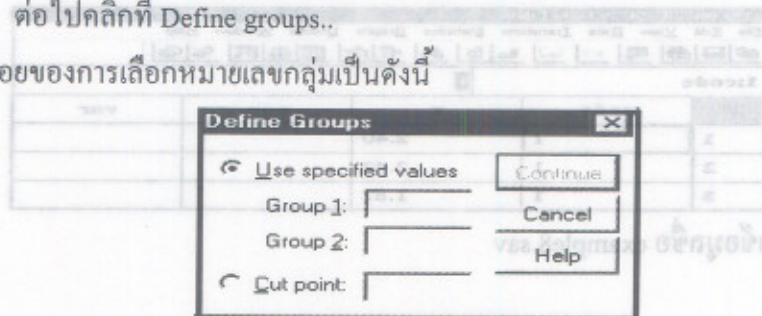 ต่อไปคลิกที่ Define groups..
อยของการเลือกหมายเลขกลุ่มเป็นดังนี้
Define Groups
Use specified values
Continue
Group 1:
Cancel
Group 2:
Help
Cut point: